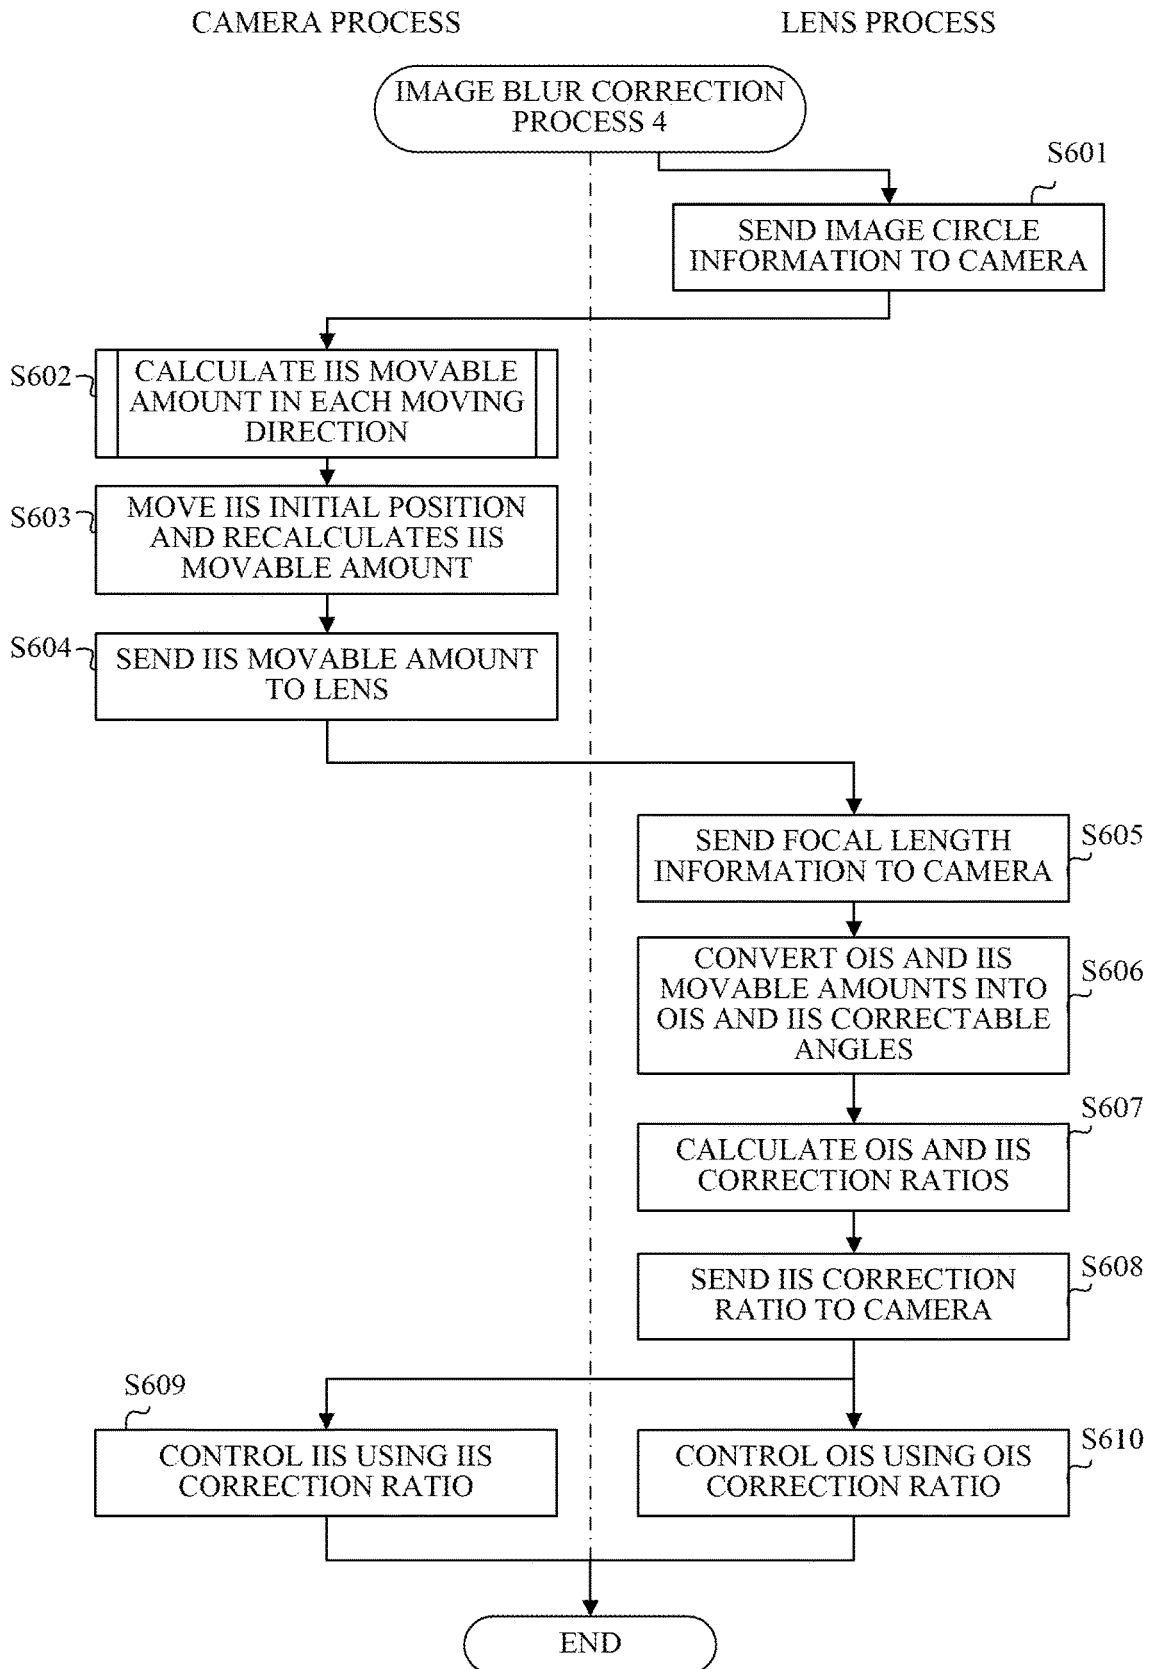 CAMERA PROCESS
LENS PROCESS
IMAGE BLUR CORRECTION
PROCESS 4
S601
SEND IMAGE CIRCLE
INFORMATION TO CAMERA
S602
CALCULATE IIS MOVABLE
AMOUNT IN EACH MOVING
DIRECTION
S603
MOVE IIS INITIAL POSITION
AND RECALCULATES IIS
MOVABLE AMOUNT
S604
SEND IIS MOVABLE AMOUNT
TO LENS
S605
SEND FOCAL LENGTH
INFORMATION TO CAMERA
S606
CONVERT OIS AND IIS
MOVABLE AMOUNTS INTO
OIS AND IIS CORRECTABLE
ANGLES
S607
CALCULATE OIS AND IIS
CORRECTION RATIOS
S608
SEND IIS CORRECTION
RATIO TO CAMERA
S609
CONTROL IIS USING IIS
CORRECTION RATIO
S610
CONTROL OIS USING OIS
CORRECTION RATIO
END